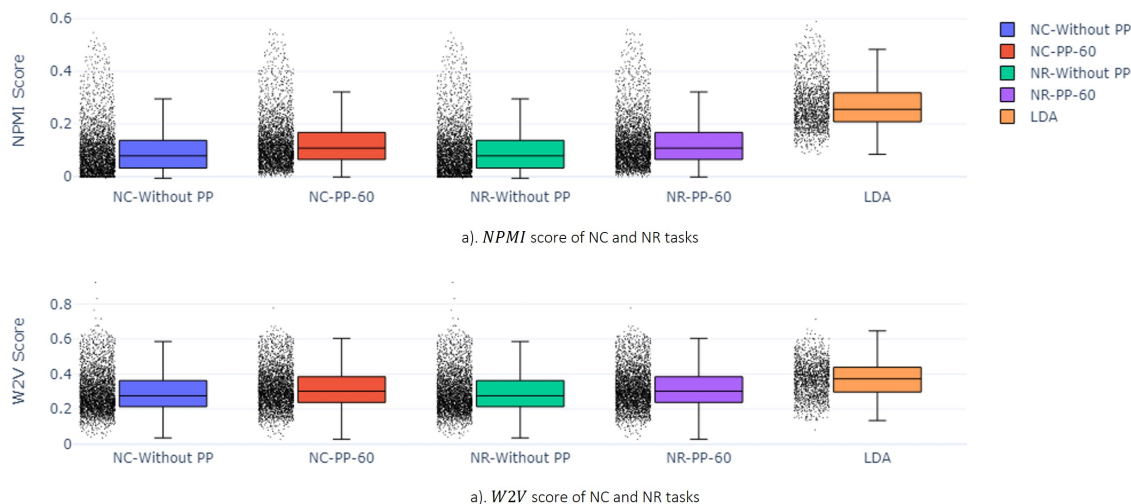 0.6
0.4
0.2
0
NPMI Score
NC-Without PP
NC-PP-60
NR-Without PP
NR-PP-60
LDA
NC-Without PP
NC-PP-60
NR-Without PP
NR-PP-60
LDA
a). NPMI score of NC and NR tasks
0.8
0.6
0.4
0.2
0
W2V Score
NC-Without PP
NC-PP-60
NR-Without PP
NR-PP-60
LDA
a). W2V score of NC and NR tasks